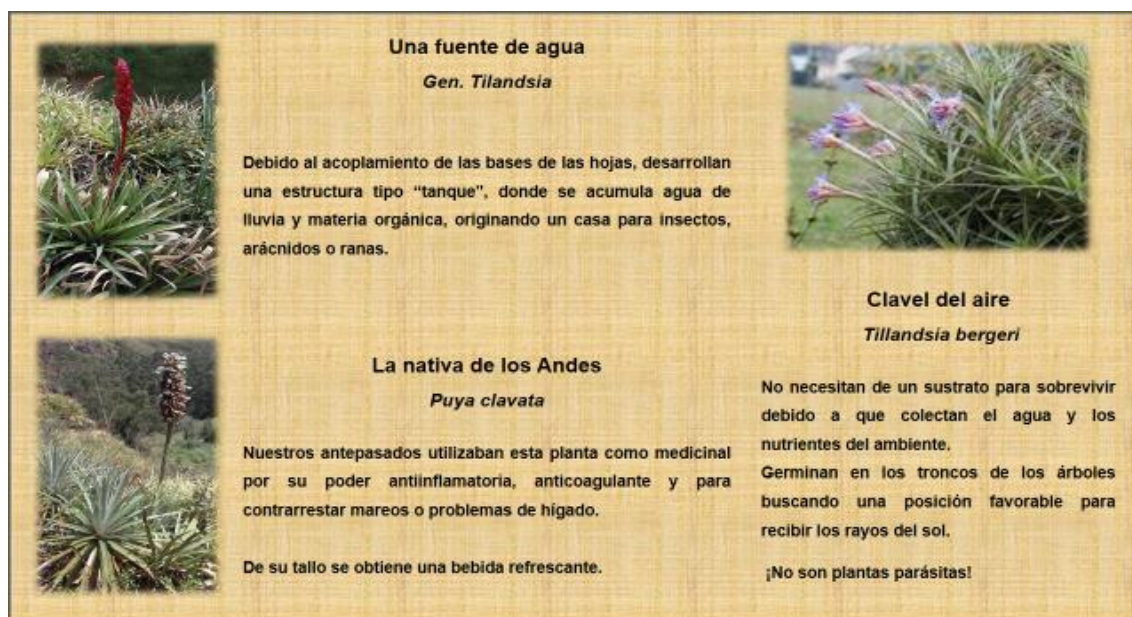 Una fuente de agua
Gen. Tilandsia
Debido al acoplamiento de las bases de las hojas, desarrollan
una estructura tipo “tanque”, donde se acumula agua de
lluvia y materia orgánica, originando un casa para insectos,
arácnidos o ranas.
La nativa de los Andes
Puya clavata
Nuestros antepasados utilizaban esta planta como medicinal
por su poder antiinflamatoria, anticoagulante y para
contrarrestar mareos o problemas de hígado.
De su tallo se obtiene una bebida refrescante.
Clavel del aire
Tillandsia bergeri
No necesitan de un sustrato para sobrevivir
debido a que colectan el agua y los
nutrientes del ambiente.
Germinan en los troncos de los árboles
buscando una posición favorable para
recibir los rayos del sol.
¡No son plantas parásitas!